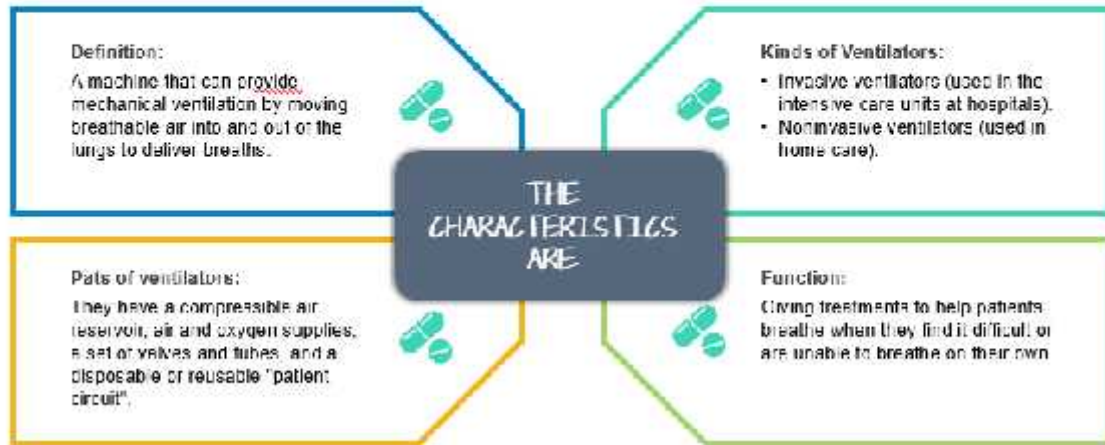 Definition:
A machine that can provide
mechanical ventilation by moving
breathable air into and out of the
lungs to deliver breaths.
Kinds of Ventilators:
• Invasive ventilators (used in the
intensive care units at hospitals).
• Noninvasive ventilators (used in
home care).
THE
CHARACTERISTICS
ARE
Pats of ventilators:
They have a compressible air
reservoir, air and oxygen supplies,
a set of valves and tubes, and a
disposable or reusable "patient
circuit".
Function:
Giving treatments to help patients
breathe when they find it difficult or
are unable to breathe on their own